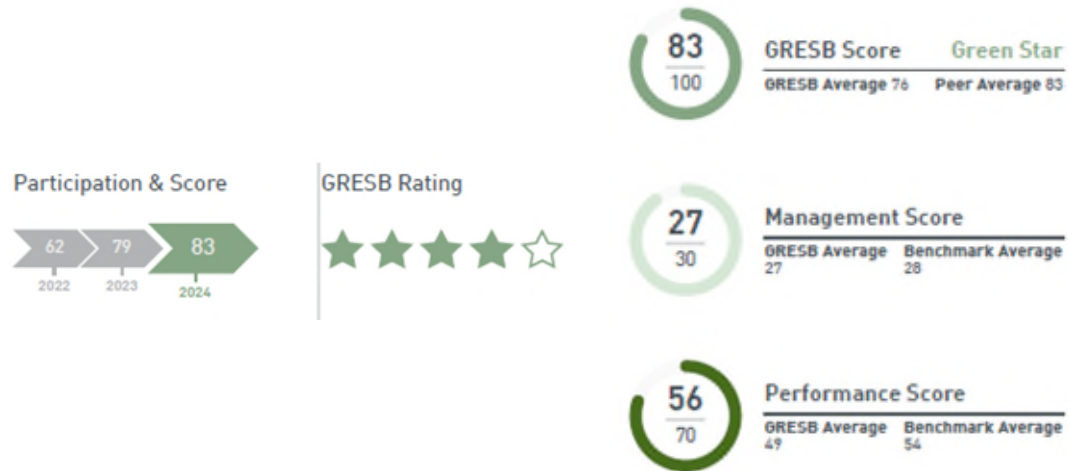 Participation & Score
62 79 83
2022 2023 2024
GRESB Rating
83
100
GRESB Score Green Star
GRESB Average 76 Peer Average 83
27
30
Management Score
GRESB Average Benchmark Average
27 28
56
70
Performance Score
GRESB Average Benchmark Average
49 54